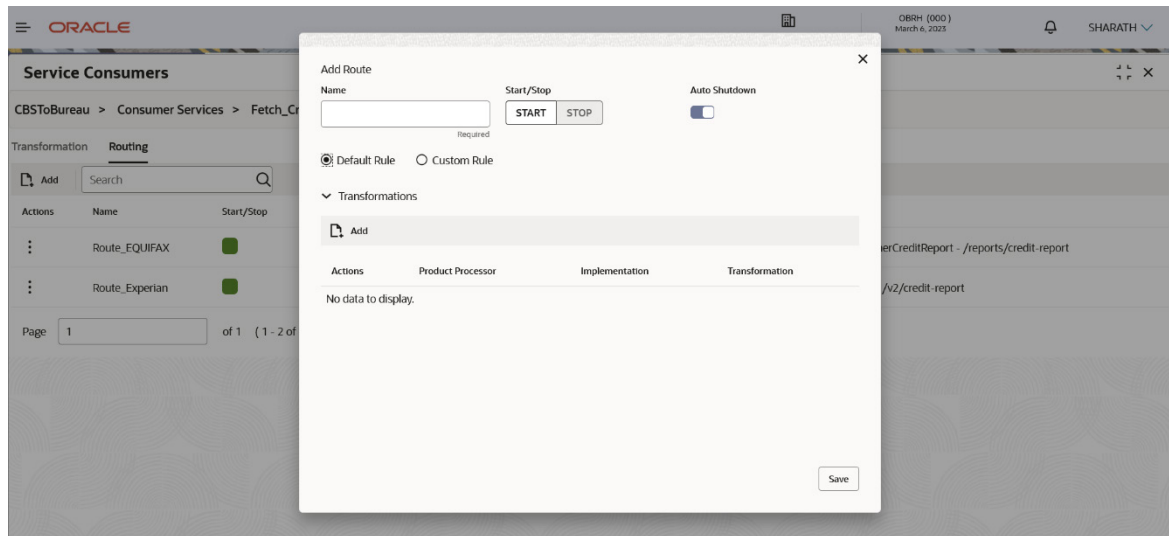 ORACLE
OBRH (000 )
March 6, 2023
SHARATH
Service Consumers
CBSToBureau > Consumer Services > Fetch_Cr
Transformation Routing
Add Search
Actions Name Start/Stop
Route_EQUIFAX erCreditReport - /reports/credit-report
Route_Experian /v2/credit-report
Page 1 of 1 ( 1 - 2 of
Add Route
Name Start/Stop Auto Shutdown
START STOP
Required
Default Rule Custom Rule
Transformations
Add
Actions Product Processor Implementation Transformation
No data to display.
Save